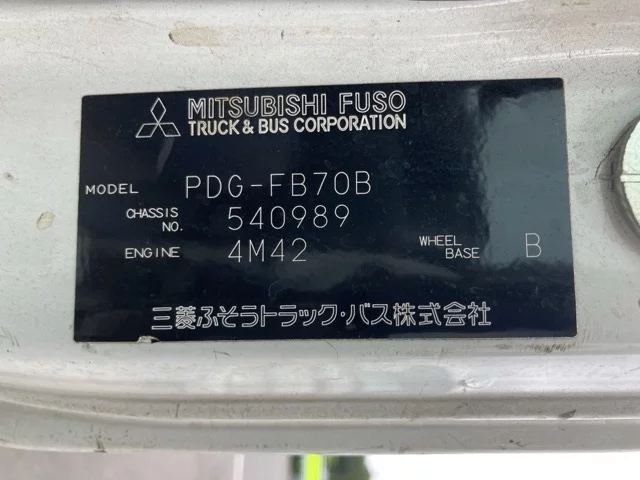 MITSUBISHI FUSO
TRUCK & BUS CORPORATION
MODEL PDG-FB70B
CHASSIS NO. 540989
ENGINE 4M42 WHEEL BASE B
三菱ふそうトラック・バス株式会社